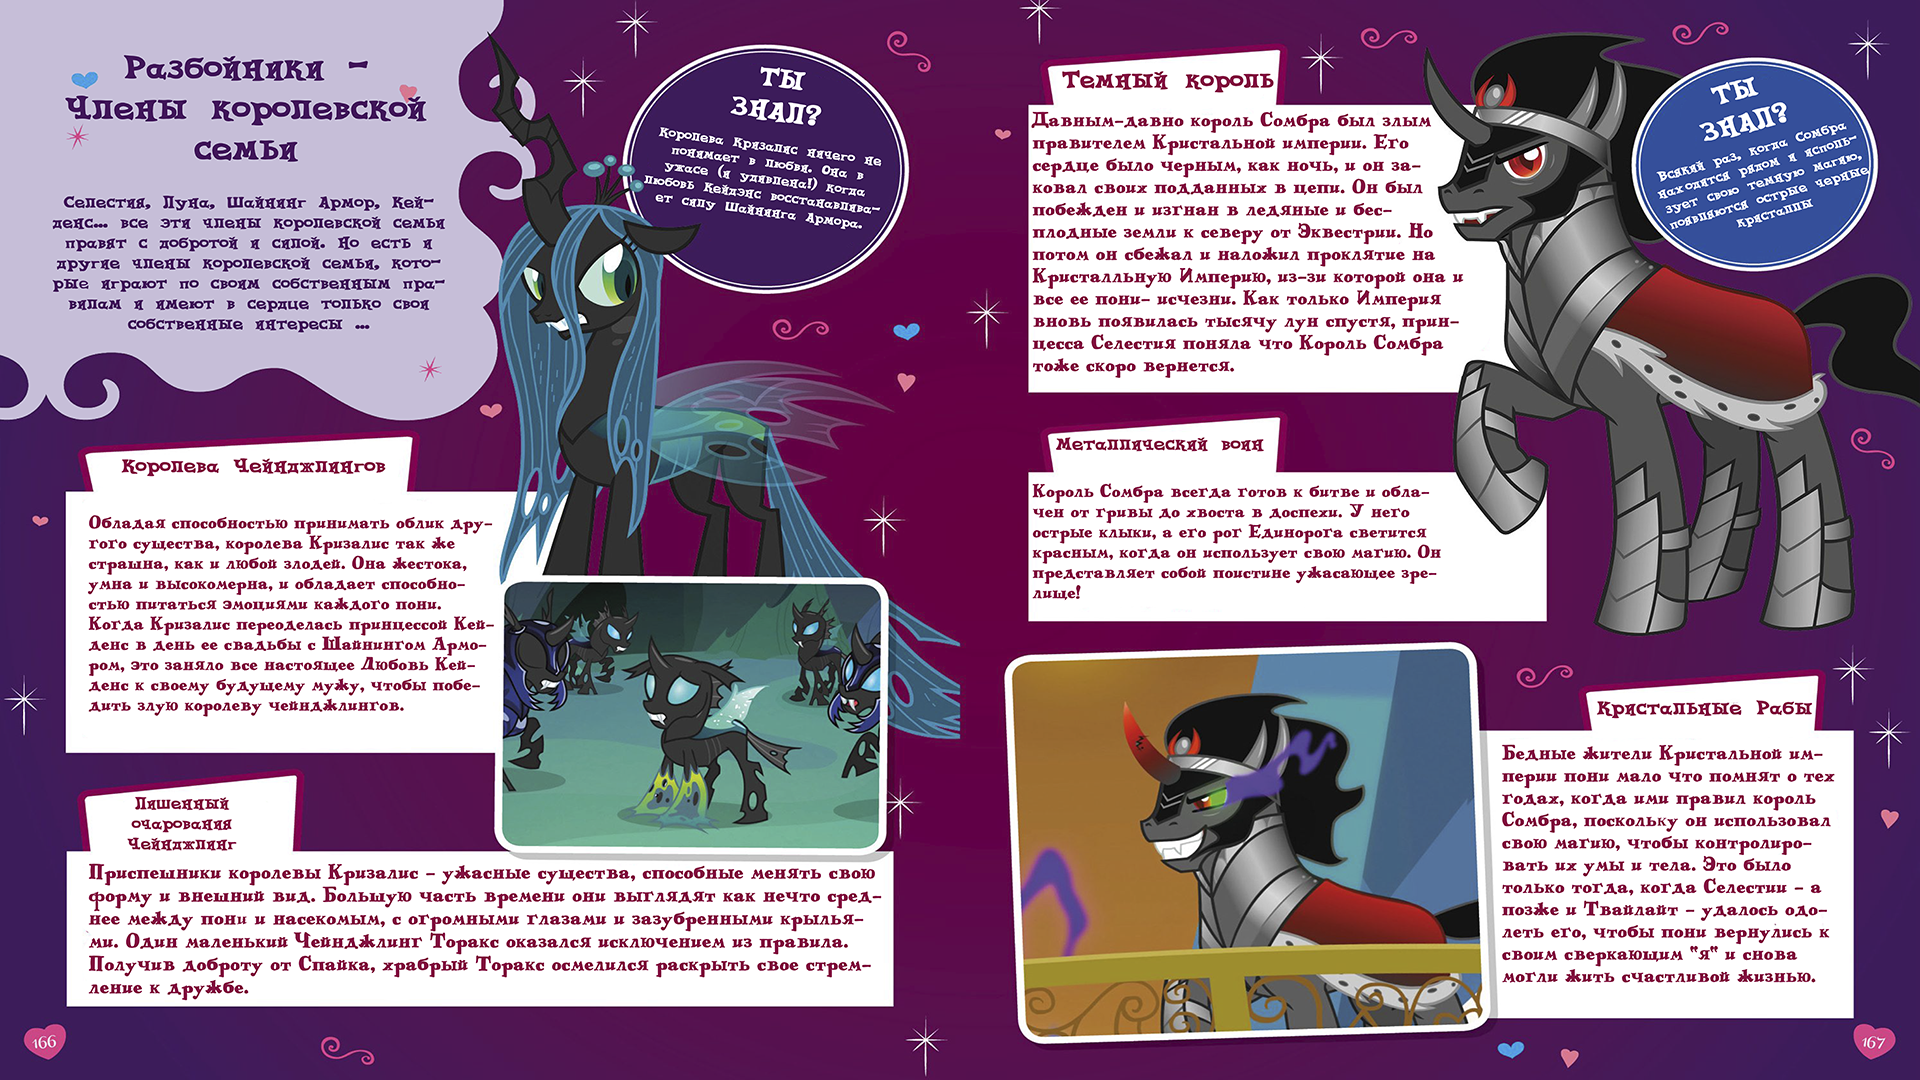 Разбойники -
Члены королевской
семьи
Селестия, Луна, Шайнинг Армор, Кей-
денс... все эти члены королевской семьи
правят с добротой и силой. Но есть и
другие члены королевской семьи, кото-
рые играют по своим собственным пра-
вилам и имеют в сердце только свои
собственные интересы ...
ТЫ
ЗНАЛ?
Королева Кризалис ничего не
понимает в любви. Она в
ужасе (и удивлена!) когда
любовь Кейдэнс восстанавлива-
ет силу Шайнинга Армора.
Королева Чейнджлингов
Обладая способностью принимать облик дру-
гого существа, королева Кризалис так же
страшна, как и любой злодей. Она жестока,
умна и высокомерна, и обладает способно-
стью питаться эмоциями каждого пони.
Когда Кризалис переоделась принцессой Кей-
денс в день ее свадьбы с Шайнингом Армо-
ром, это заняло все настоящее Любовь Кей-
денс к своему будущему мужу, чтобы побе-
дить злую королеву чейнджлингов.
Лишенный
очарования
Чейнджлинг
Приспешники королевы Кризалис - ужасные существа, способные менять свою
форму и внешний вид. Большую часть времени они выглядят как нечто сред-
нее между пони и насекомым, с огромными глазами и зазубренными крылья-
ми. Один маленький Чейнджлинг Торакс оказался исключением из правила.
Получив доброту от Спайка, храбрый Торакс осмелился раскрыть свое стрем-
ление к дружбе.
166
Темный король
Давным-давно король Сомбра был злым
правителем Кристальной империи. Его
сердце было черным, как ночь, и он за-
ковал своих подданных в цепи. Он был
побежден и изгнан в ледяные и бес-
плодные земли к северу от Эквестрии. Но
потом он сбежал и наложил проклятие на
Кристалльную Империю, из-зи которой она и
все ее пони- исчезни. Как только Империя
вновь появилась тысячу лун спустя, прин-
цесса Селестия поняла что Король Сомбра
тоже скоро вернется.
ТЫ
ЗНАЛ?
Всякий раз, когда Сомбра
находится рядом и исполь-
зует свою темную магию,
появляются острые черные
кристаллы
Металлический воин
Король Сомбра всегда готов к битве и обла-
чен от гривы до хвоста в доспехи. У него
острые клыки, а его рог Единорога светится
красным, когда он использует свою магию. Он
представляет собой поистине ужасающее зре-
лище!
Кристальные Рабы
Бедные жители Кристальной им-
перии пони мало что помнят о тех
годах, когда ими правил король
Сомбра, поскольку он использовал
свою магию, чтобы контролиро-
вать их умы и тела. Это было
только тогда, когда Селестии - а
позже и Твайлайт - удалось одо-
леть его, чтобы пони вернулись к
своим сверкающим "я" и снова
могли жить счастливой жизнью.
167